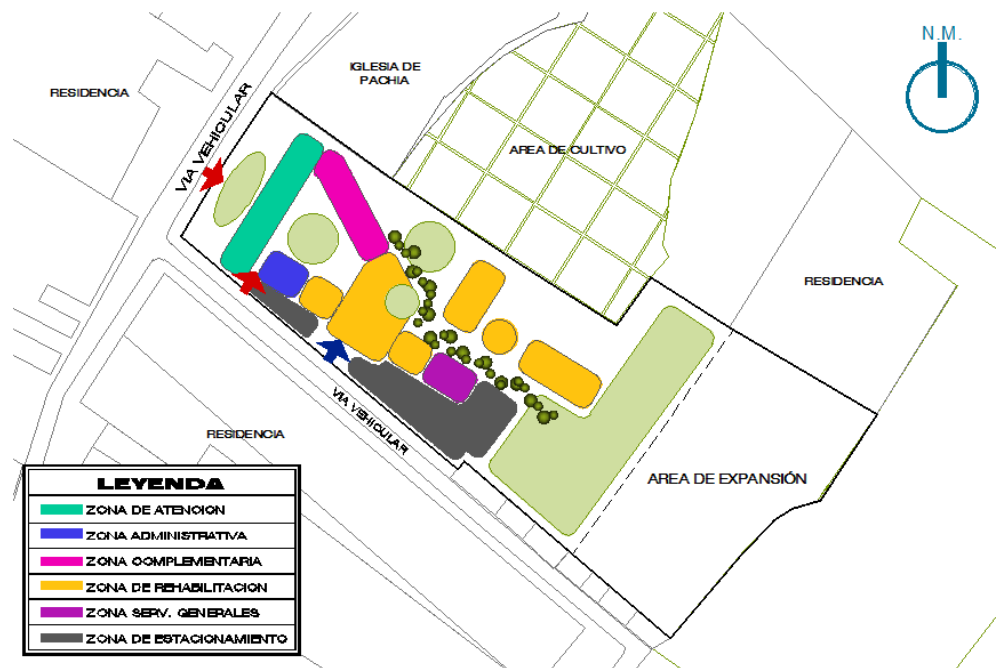 N.M.
IGLESIA DE
PACHIA
RESIDENCIA
VIA VEHICULAR
AREA DE CULTIVO
RESIDENCIA
VIA VEHICULAR
RESIDENCIA
AREA DE EXPANSIÓN
LEYENDA
ZONA DE ATENCION
ZONA ADMINISTRATIVA
ZONA COMPLEMENTARIA
ZONA DE REHABILITACION
ZONA SERV. GENERALES
ZONA DE ESTACIONAMIENTO